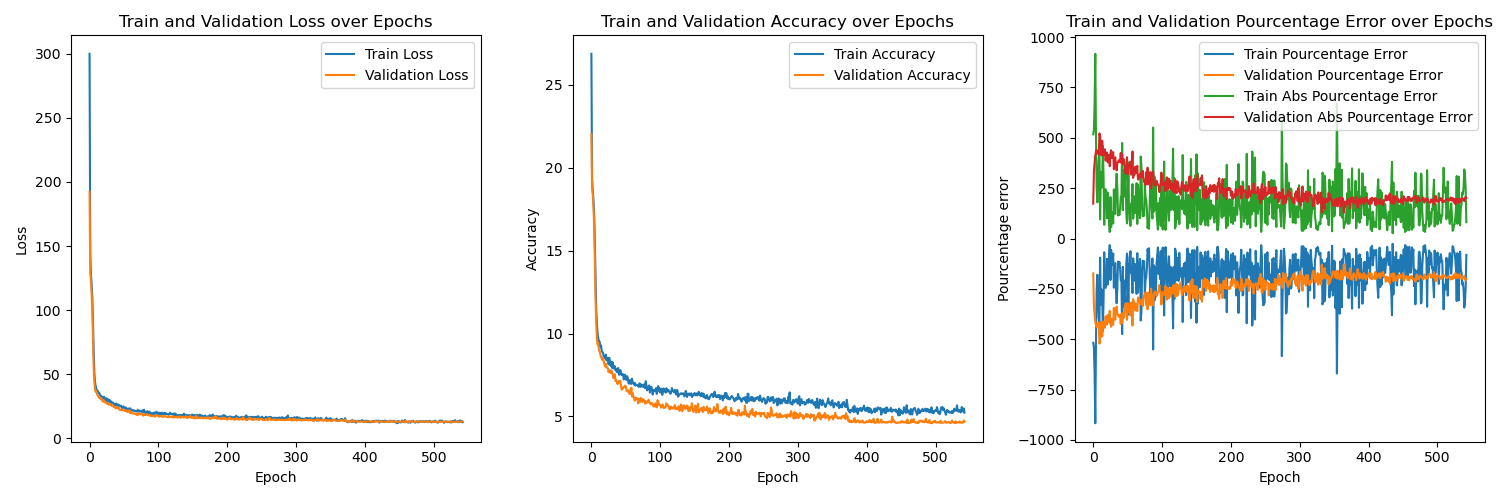 Train and Validation Loss over Epochs
Train Loss
Validation Loss
300
250
200
150
100
50
0
Loss
0 100 200 300 400 500
Epoch
Train and Validation Accuracy over Epochs
Train Accuracy
Validation Accuracy
25
20
15
10
5
Accuracy
0 100 200 300 400 500
Epoch
Train and Validation Pourcentage Error over Epochs
Train Pourcentage Error
Validation Pourcentage Error
Train Abs Pourcentage Error
Validation Abs Pourcentage Error
1000
750
500
250
0
−250
−500
−750
−1000
Pourcentage error
0 100 200 300 400 500
Epoch